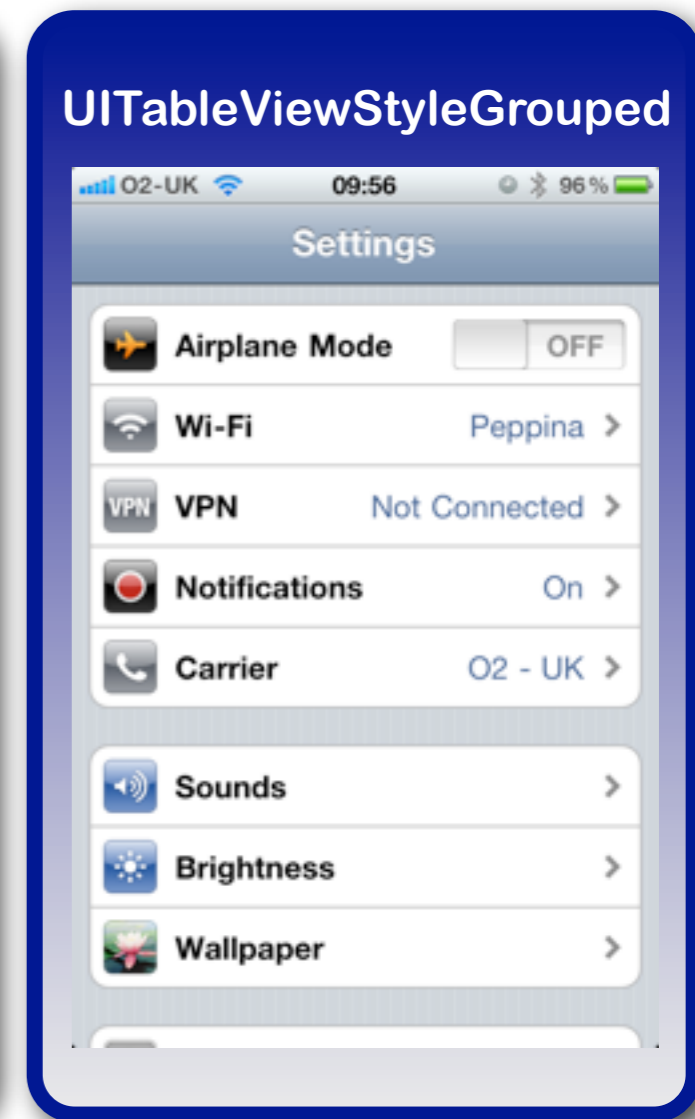 UITableViewStyleGrouped
O2-UK 09:56 96%
Settings
Airplane Mode OFF
Wi-Fi Peppina
VPN VPN Not Connected
Notifications On
Carrier O2 - UK
Sounds
Brightness
Wallpaper